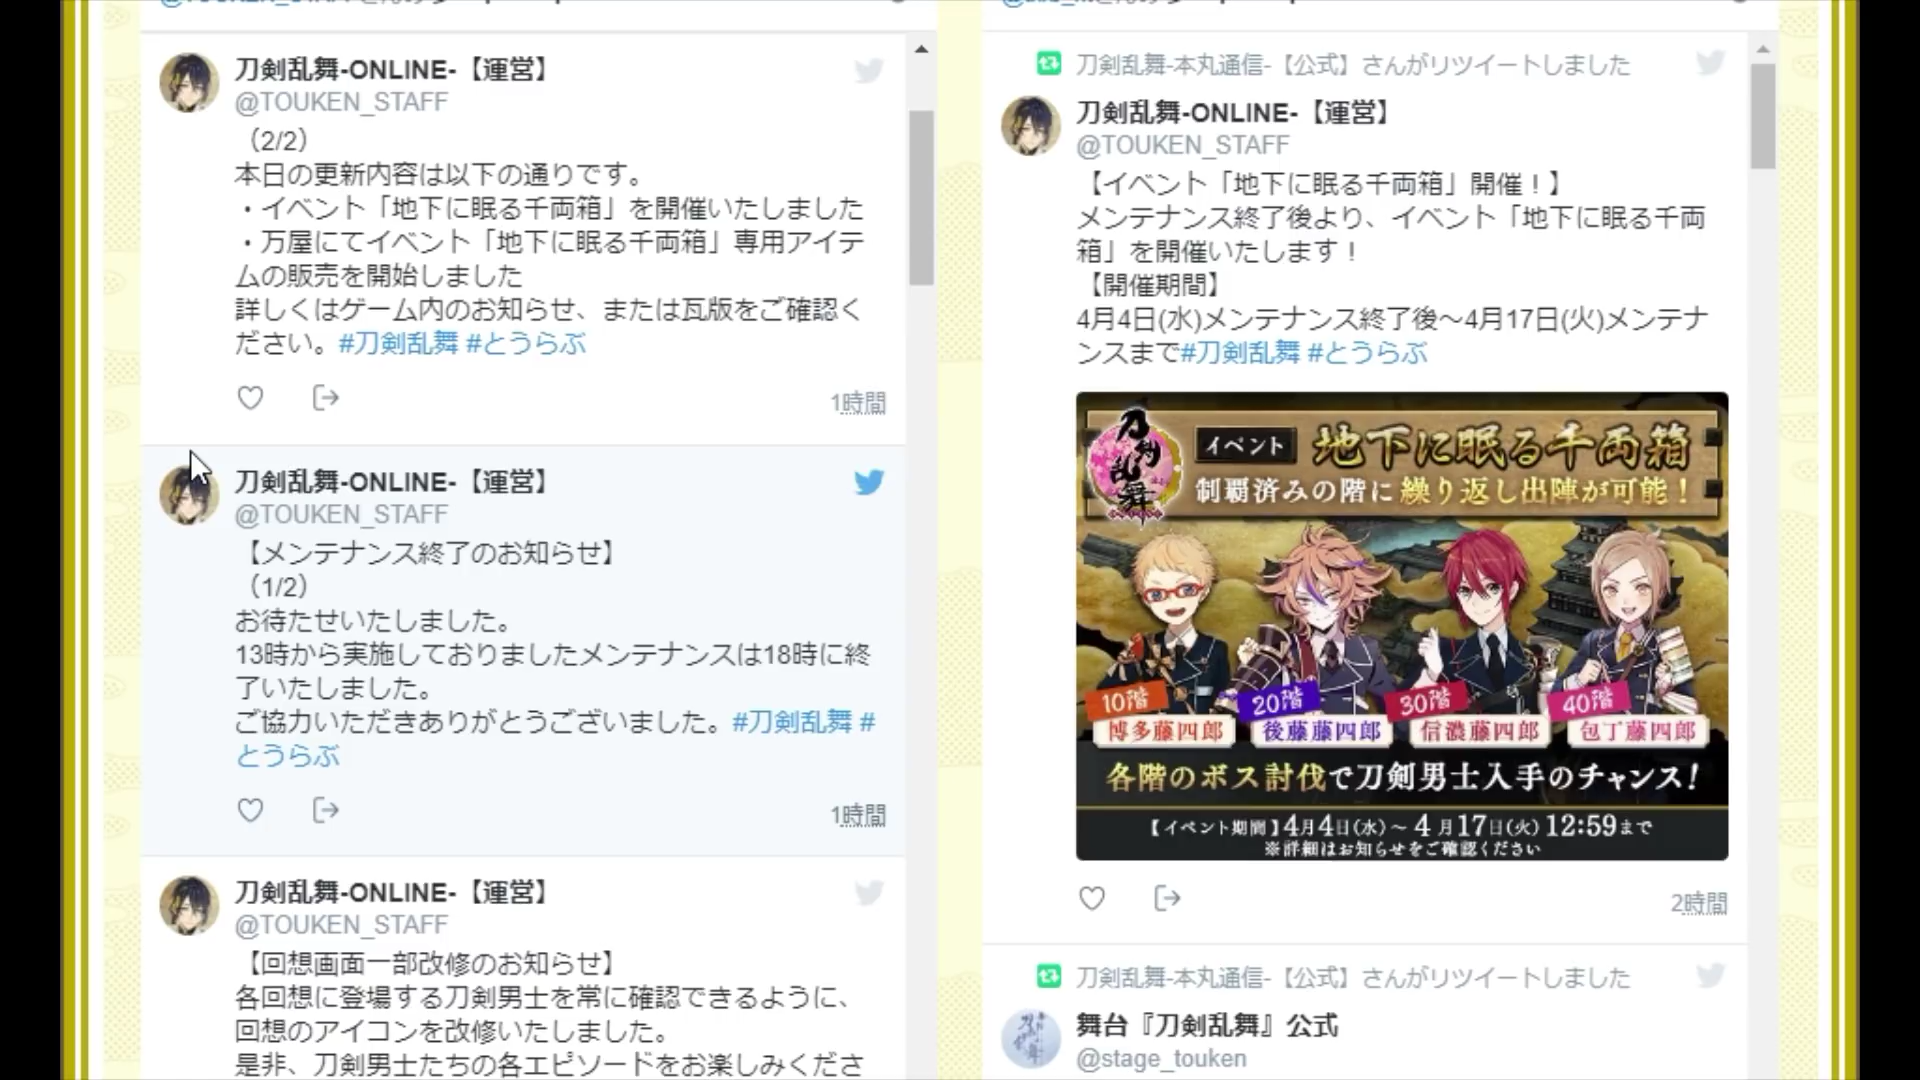 刀剣乱舞-ONLINE-【運営】
@TOUKEN_STAFF
（2/2）
本日の更新内容は以下の通りです。
・イベント「地下に眠る千両箱」を開催いたしました
・万屋にてイベント「地下に眠る千両箱」専用アイテ
ムの販売を開始しました
詳しくはゲーム内のお知らせ、または瓦版をご確認く
ださい。#刀剣乱舞 #とうらぶ
1時間
刀剣乱舞-ONLINE-【運営】
@TOUKEN_STAFF
【メンテナンス終了のお知らせ】
（1/2）
お待たせいたしました。
13時から実施しておりましたメンテナンスは18時に終
了いたしました。
ご協力いただきありがとうございました。#刀剣乱舞 #
とうらぶ
1時間
刀剣乱舞-ONLINE-【運営】
@TOUKEN_STAFF
【回想画面一部改修のお知らせ】
各回想に登場する刀剣男士を常に確認できるように、
回想のアイコンを改修いたしました。
是非、刀剣男士たちの各エピソードをお楽しみくださ
刀剣乱舞-本丸通信-【公式】さんがリツイートしました
刀剣乱舞-ONLINE-【運営】
@TOUKEN_STAFF
【イベント「地下に眠る千両箱」開催！】
メンテナンス終了後より、イベント「地下に眠る千両
箱」を開催いたします！
【開催期間】
4月4日(水)メンテナンス終了後～4月17日(火)メンテナ
ンスまで#刀剣乱舞 #とうらぶ
刀剣乱舞
イベント 地下に眠る千両箱
制覇済みの階に繰り返し出陣が可能！
10階 20階 30階 40階
博多藤四郎 後藤藤四郎 信濃藤四郎 包丁藤四郎
各階のボス討伐で刀剣男士入手のチャンス！
【イベント期間】4月4日(水)～4月17日(火)12:59まで
※詳細はお知らせをご確認ください
2時間
刀剣乱舞-本丸通信-【公式】さんがリツイートしました
舞台『刀剣乱舞』公式
@stage_touken